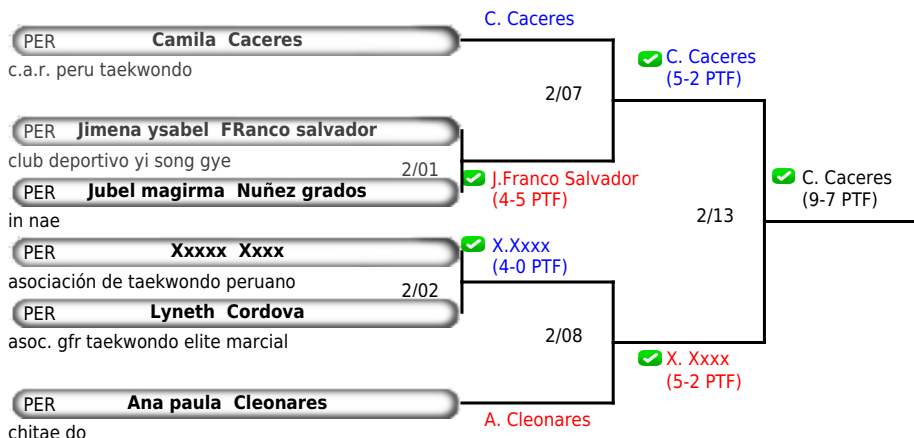 C. Caceres
PER Camila Caceres
c.a.r. peru taekwondo
C. Caceres
(5-2 PTF)
2/07
PER Jimena ysabel FRanco salvador
club deportivo yi song gye
2/01
J.Franco Salvador
(4-5 PTF)
PER Jubel magirma Nuñez grados
in nae
C. Caceres
(9-7 PTF)
2/13
PER Xxxxx Xxxx
X.Xxxx
(4-0 PTF)
asociación de taekwondo peruano
2/02
PER Lyneth Cordova
asoc. gfr taekwondo elite marcial
2/08
X. Xxxx
(5-2 PTF)
PER Ana paula Cleonares
A. Cleonares
chitae do